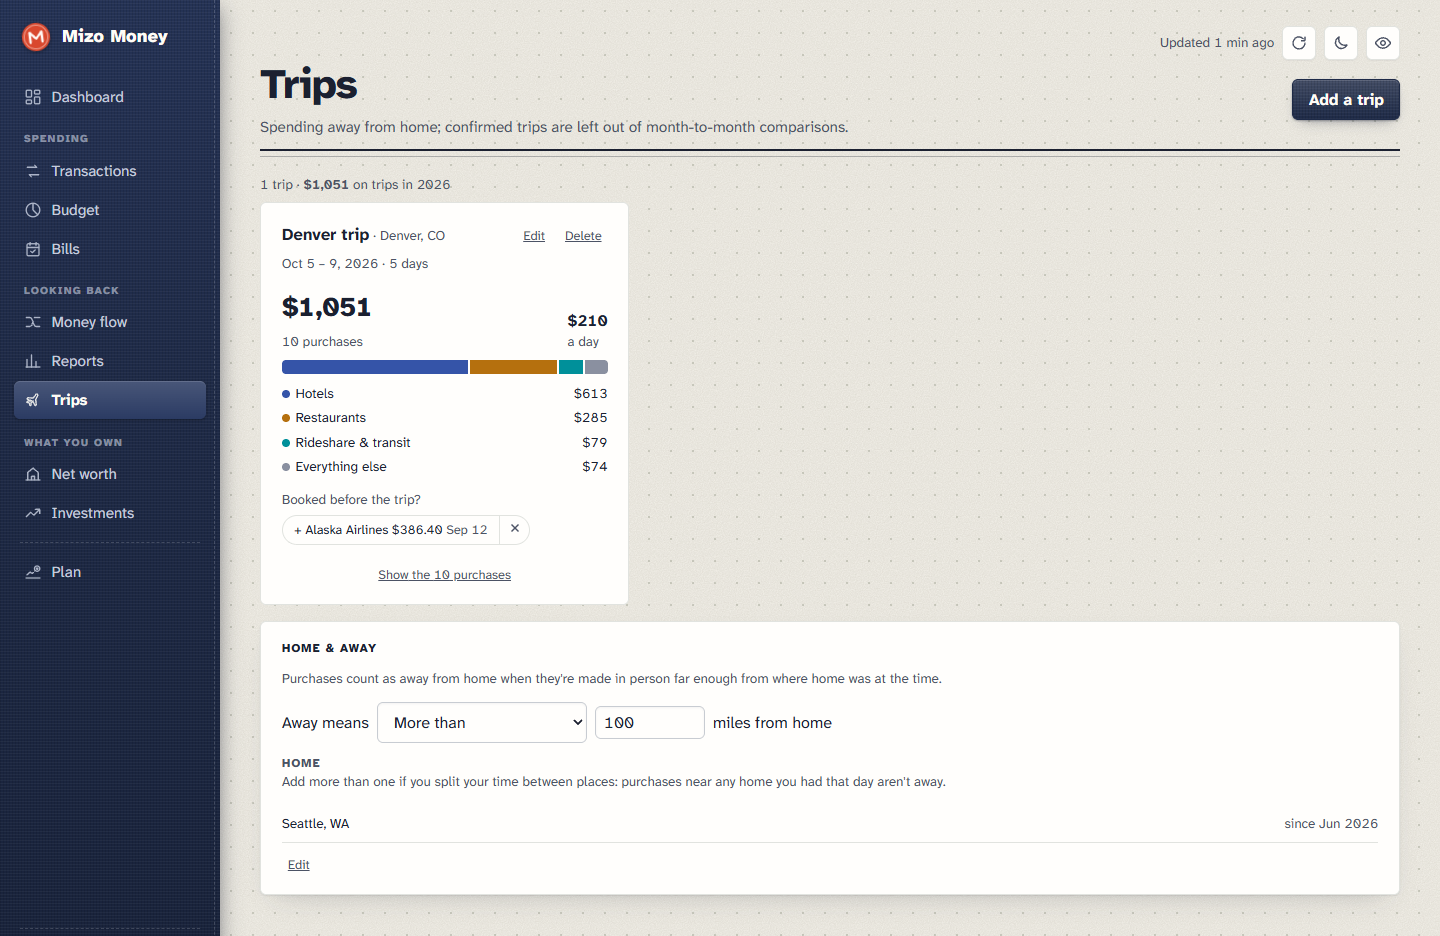 Mizo Money
Dashboard
SPENDING
Transactions
Budget
Bills
LOOKING BACK
Money flow
Reports
Trips
WHAT YOU OWN
Net worth
Investments
Plan
Updated 1 min ago
Trips
Add a trip
Spending away from home; confirmed trips are left out of month-to-month comparisons.
1 trip · $1,051 on trips in 2026
Denver trip · Denver, CO
Edit Delete
Oct 5 – 9, 2026 · 5 days
$1,051
$210
10 purchases
a day
Hotels $613
Restaurants $285
Rideshare & transit $79
Everything else $74
Booked before the trip?
+ Alaska Airlines $386.40 Sep 12 ✕
Show the 10 purchases
HOME & AWAY
Purchases count as away from home when they're made in person far enough from where home was at the time.
Away means More than 100 miles from home
HOME
Add more than one if you split your time between places: purchases near any home you had that day aren't away.
Seattle, WA since Jun 2026
Edit